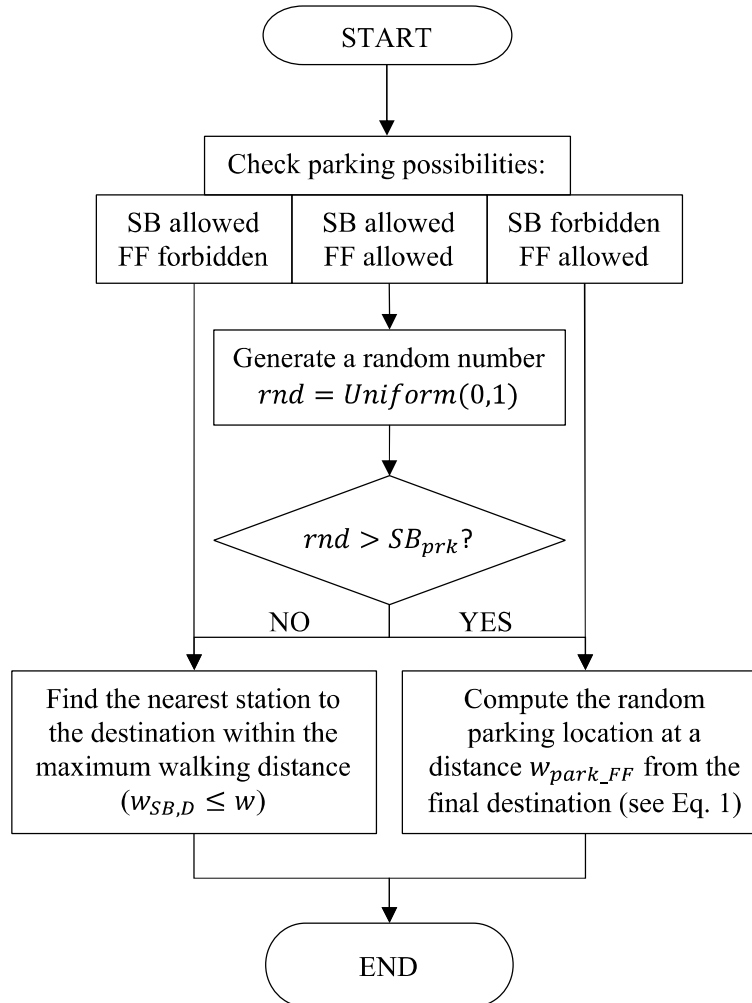 START
Check parking possibilities:
SB allowed
FF forbidden
SB allowed
FF allowed
SB forbidden
FF allowed
Generate a random number
rnd = Uniform(0,1)
rnd > SB_prk?
NO
YES
Find the nearest station to
the destination within the
maximum walking distance
(w_SB,D ≤ w)
Compute the random
parking location at a
distance w_park_FF from the
final destination (see Eq. 1)
END